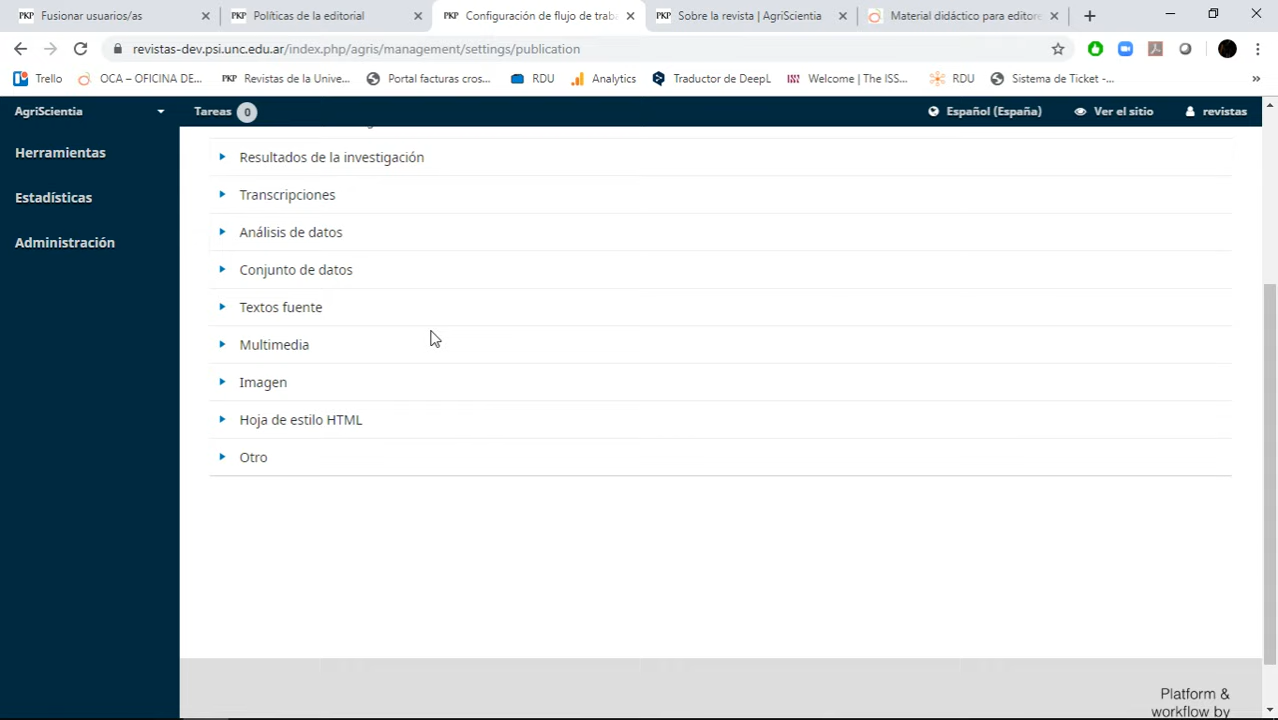 Fusionar usuarios/as
Políticas de la editorial
Configuración de flujo de traba
Sobre la revista | AgriScientia
Material didáctico para editore
revistas-dev.psi.unc.edu.ar/index.php/agris/management/settings/publication
Trello
OCA – OFICINA DE...
PKP Revistas de la Unive...
Portal facturas cros...
RDU
Analytics
Traductor de DeepL
Welcome | The ISS...
RDU
Sistema de Ticket -...
AgriScientia
Tareas 0
Español (España)
Ver el sitio
revistas
Herramientas
Estadísticas
Administración
Resultados de la investigación
Transcripciones
Análisis de datos
Conjunto de datos
Textos fuente
Multimedia
Imagen
Hoja de estilo HTML
Otro
Platform &
workflow by